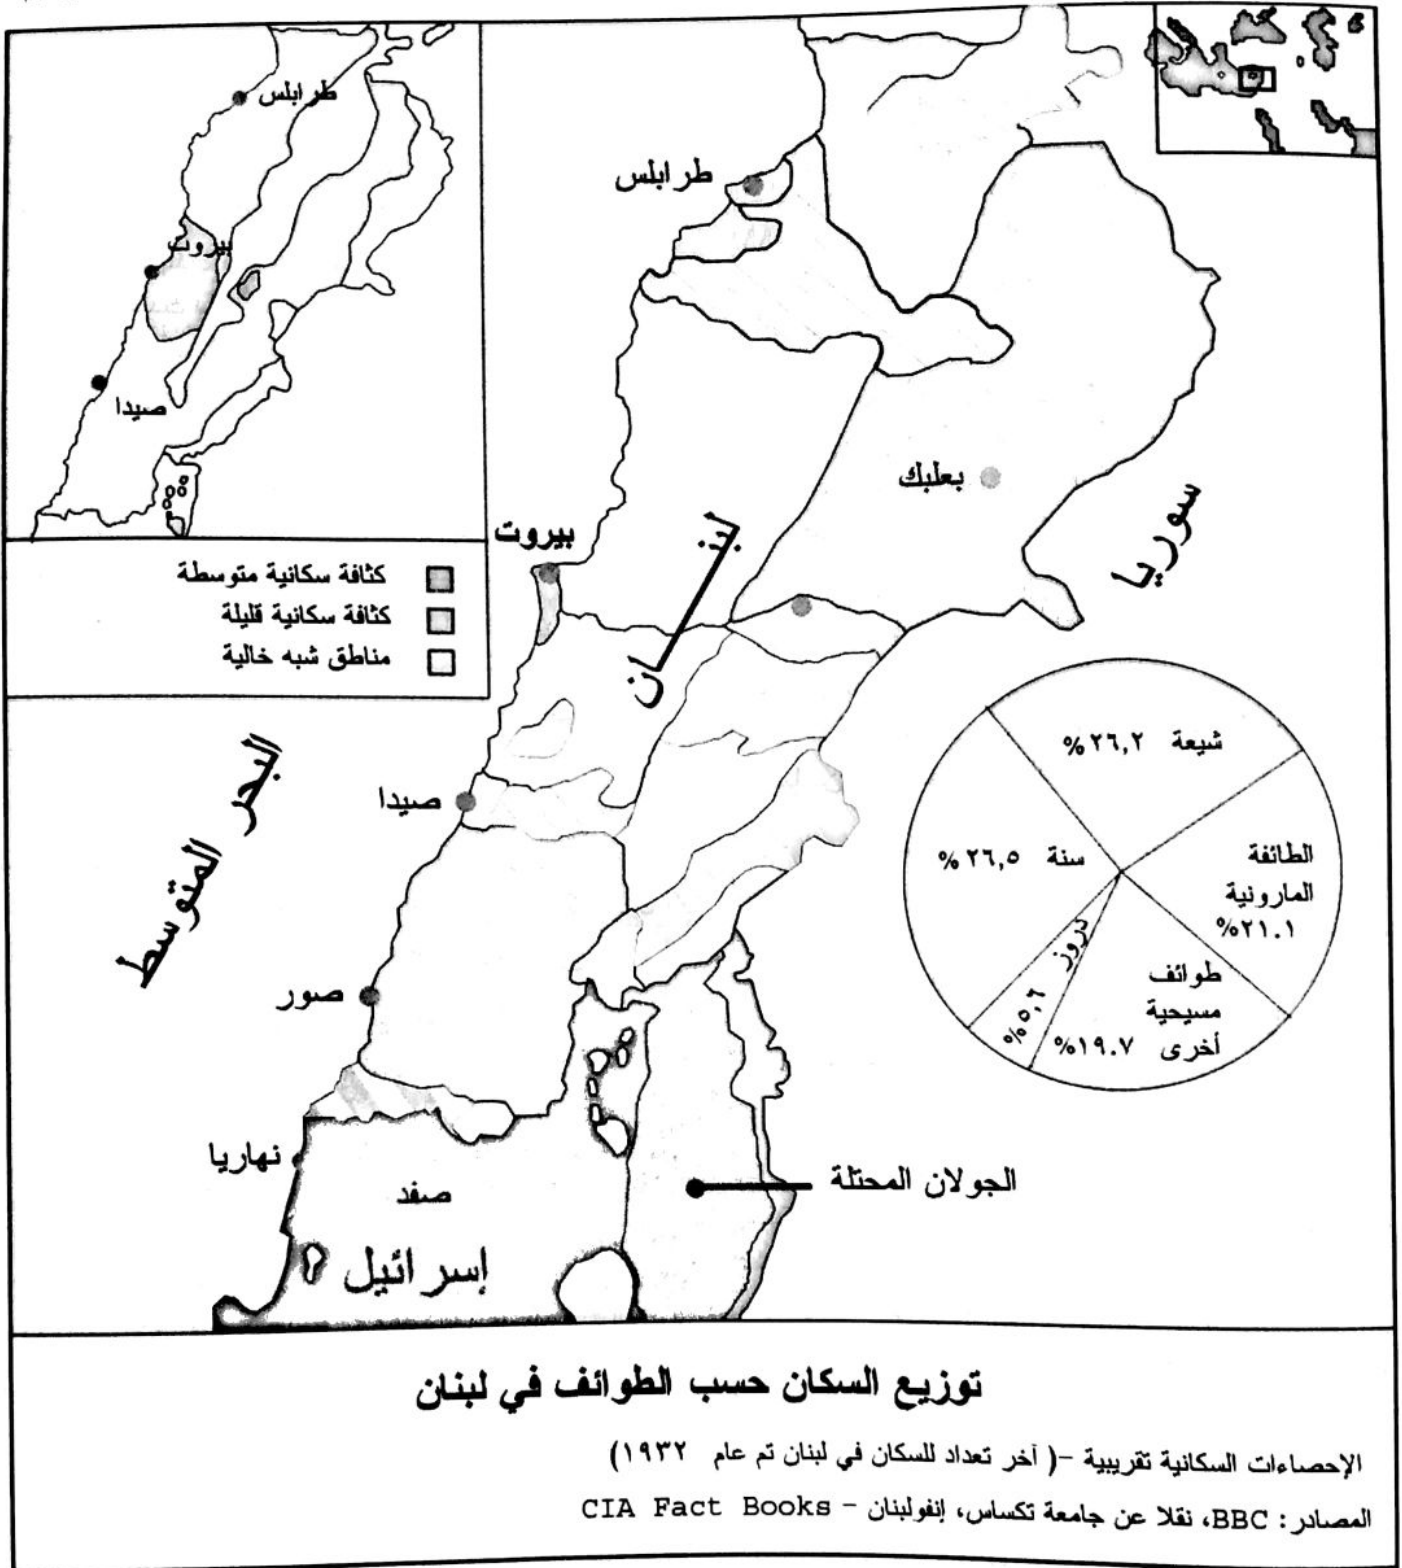 طرابلس
بيروت
صيدا
كثافة سكانية متوسطة
كثافة سكانية قليلة
مناطق شبه خالية
طرابلس
بعلبك
سوريا
بيروت
لبنــان
شيعة ٢٦,٢%
سنة ٢٦,٥%
الطائفة
المارونية
٢١.١%
دروز ٥,٦%
طوائف
مسيحية
أخرى ١٩.٧%
البحر المتوسط
صيدا
صور
نهاريا
صفد
الجولان المحتلة
إسرائيل
توزيع السكان حسب الطوائف في لبنان
الإحصاءات السكانية تقريبية -( آخر تعداد للسكان في لبنان تم عام ١٩٣٢)
المصادر: BBC، نقلا عن جامعة تكساس، إنفولبنان - CIA Fact Books